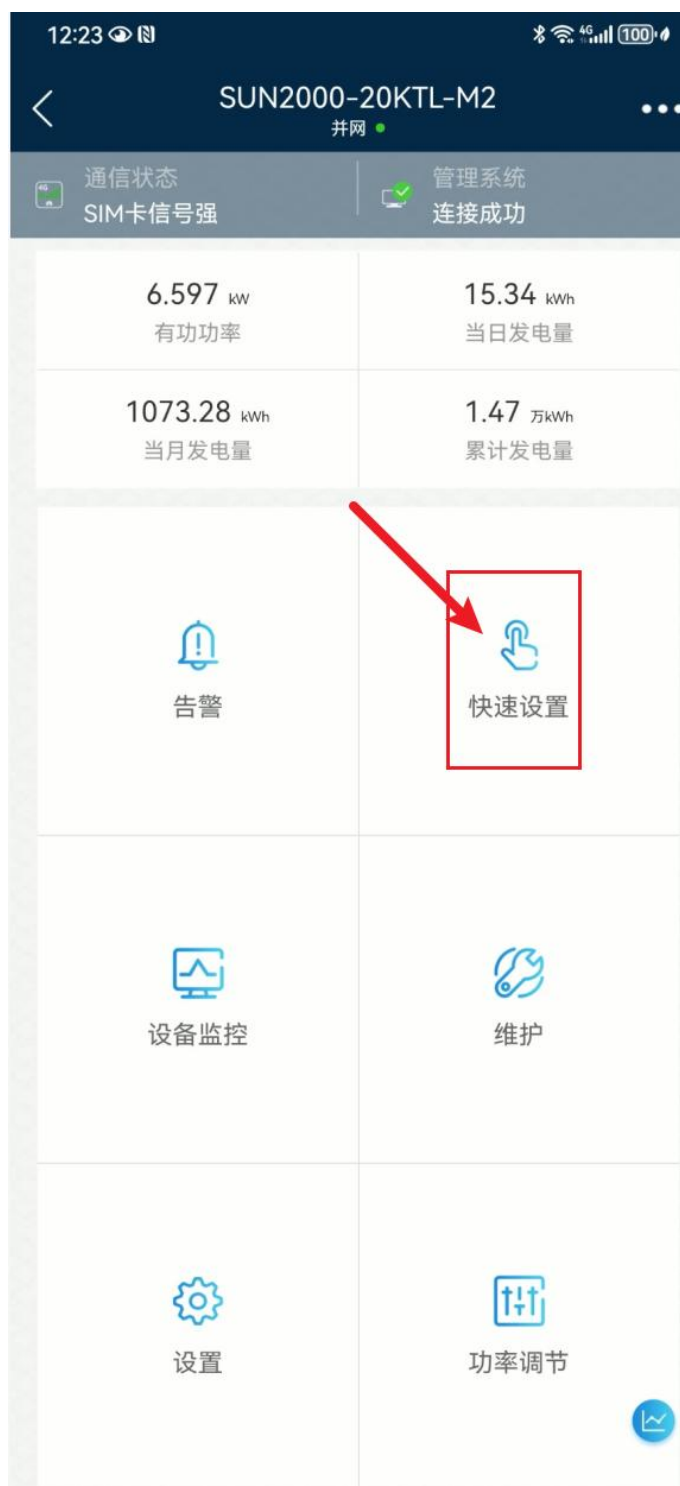 12:23
4G
100
SUN2000-20KTL-M2
并网
4G
通信状态
SIM卡信号强
管理系统
连接成功
6.597 kW
有功功率
15.34 kWh
当日发电量
1073.28 kWh
当月发电量
1.47 万kWh
累计发电量
告警
快速设置
设备监控
维护
设置
功率调节